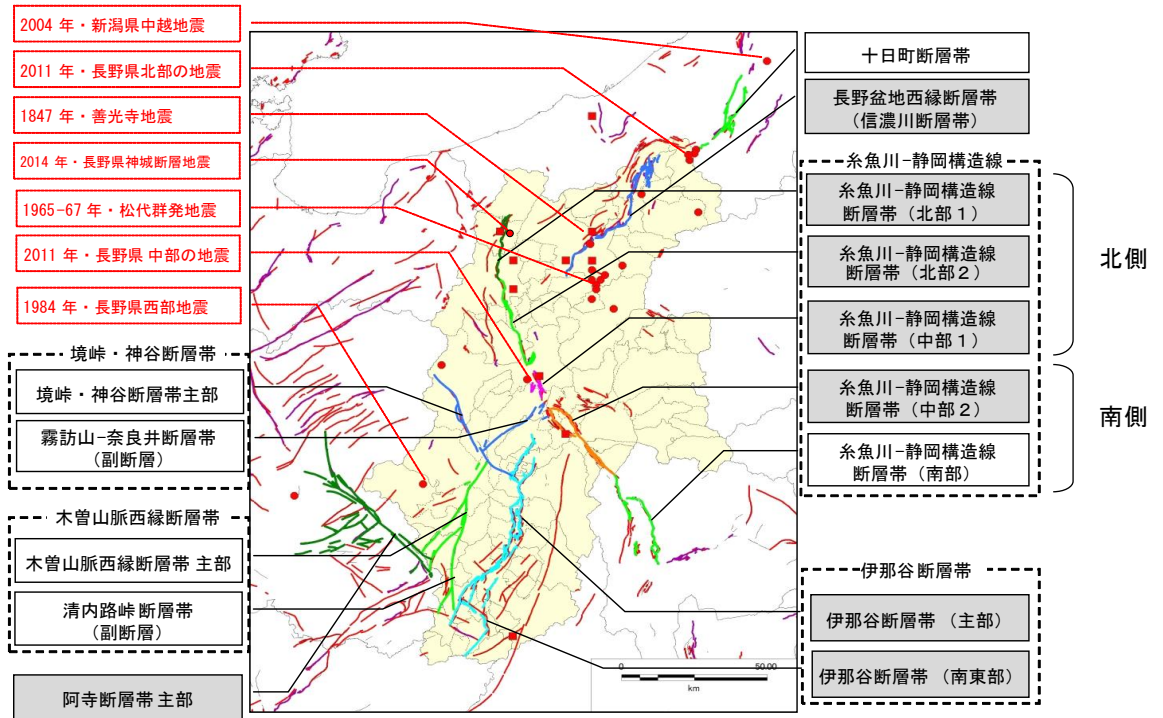 2004 年・新潟県中越地震
2011 年・長野県北部の地震
1847 年・善光寺地震
2014 年・長野県神城断層地震
1965-67 年・松代群発地震
2011 年・長野県 中部の地震
1984 年・長野県西部地震
境峠・神谷断層帯
境峠・神谷断層帯主部
霧訪山-奈良井断層帯
(副断層)
木曽山脈西縁断層帯
木曽山脈西縁断層帯 主部
清内路峠断層帯
(副断層)
阿寺断層帯 主部
十日町断層帯
長野盆地西縁断層帯
(信濃川断層帯)
糸魚川-静岡構造線
糸魚川-静岡構造線
断層帯(北部1)
糸魚川-静岡構造線
断層帯(北部2)
糸魚川-静岡構造線
断層帯(中部1)
糸魚川-静岡構造線
断層帯(中部2)
糸魚川-静岡構造線
断層帯(南部)
北側
南側
伊那谷断層帯
伊那谷断層帯 (主部)
伊那谷断層帯 (南東部)
0 50.00
km